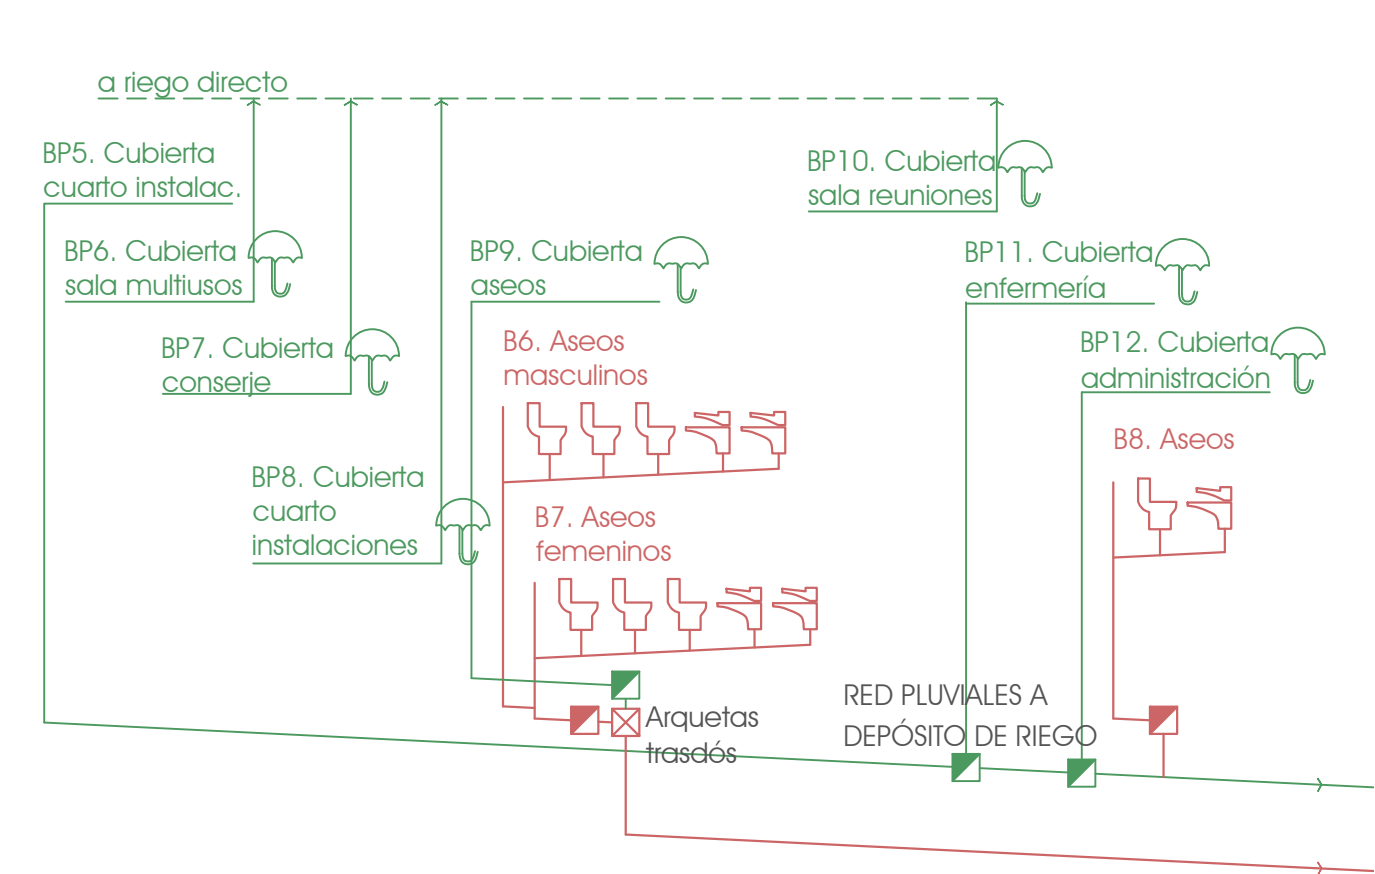 a riego directo
BP5. Cubierta
cuarto instalac.
BP6. Cubierta
sala multiusos
BP7. Cubierta
conserje
BP8. Cubierta
cuarto
instalaciones
BP9. Cubierta
aseos
B6. Aseos
masculinos
B7. Aseos
femeninos
Arquetas
trasdós
BP10. Cubierta
sala reuniones
BP11. Cubierta
enfermería
BP12. Cubierta
administración
B8. Aseos
RED PLUVIALES A
DEPÓSITO DE RIEGO